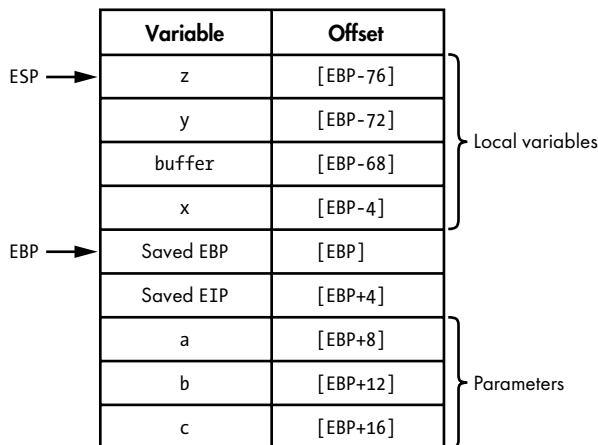 Variable Offset
ESP z [EBP-76]
y [EBP-72]
Local variables
buffer [EBP-68]
x [EBP-4]
EBP Saved EBP [EBP]
Saved EIP [EBP+4]
a [EBP+8]
b [EBP+12] Parameters
c [EBP+16]